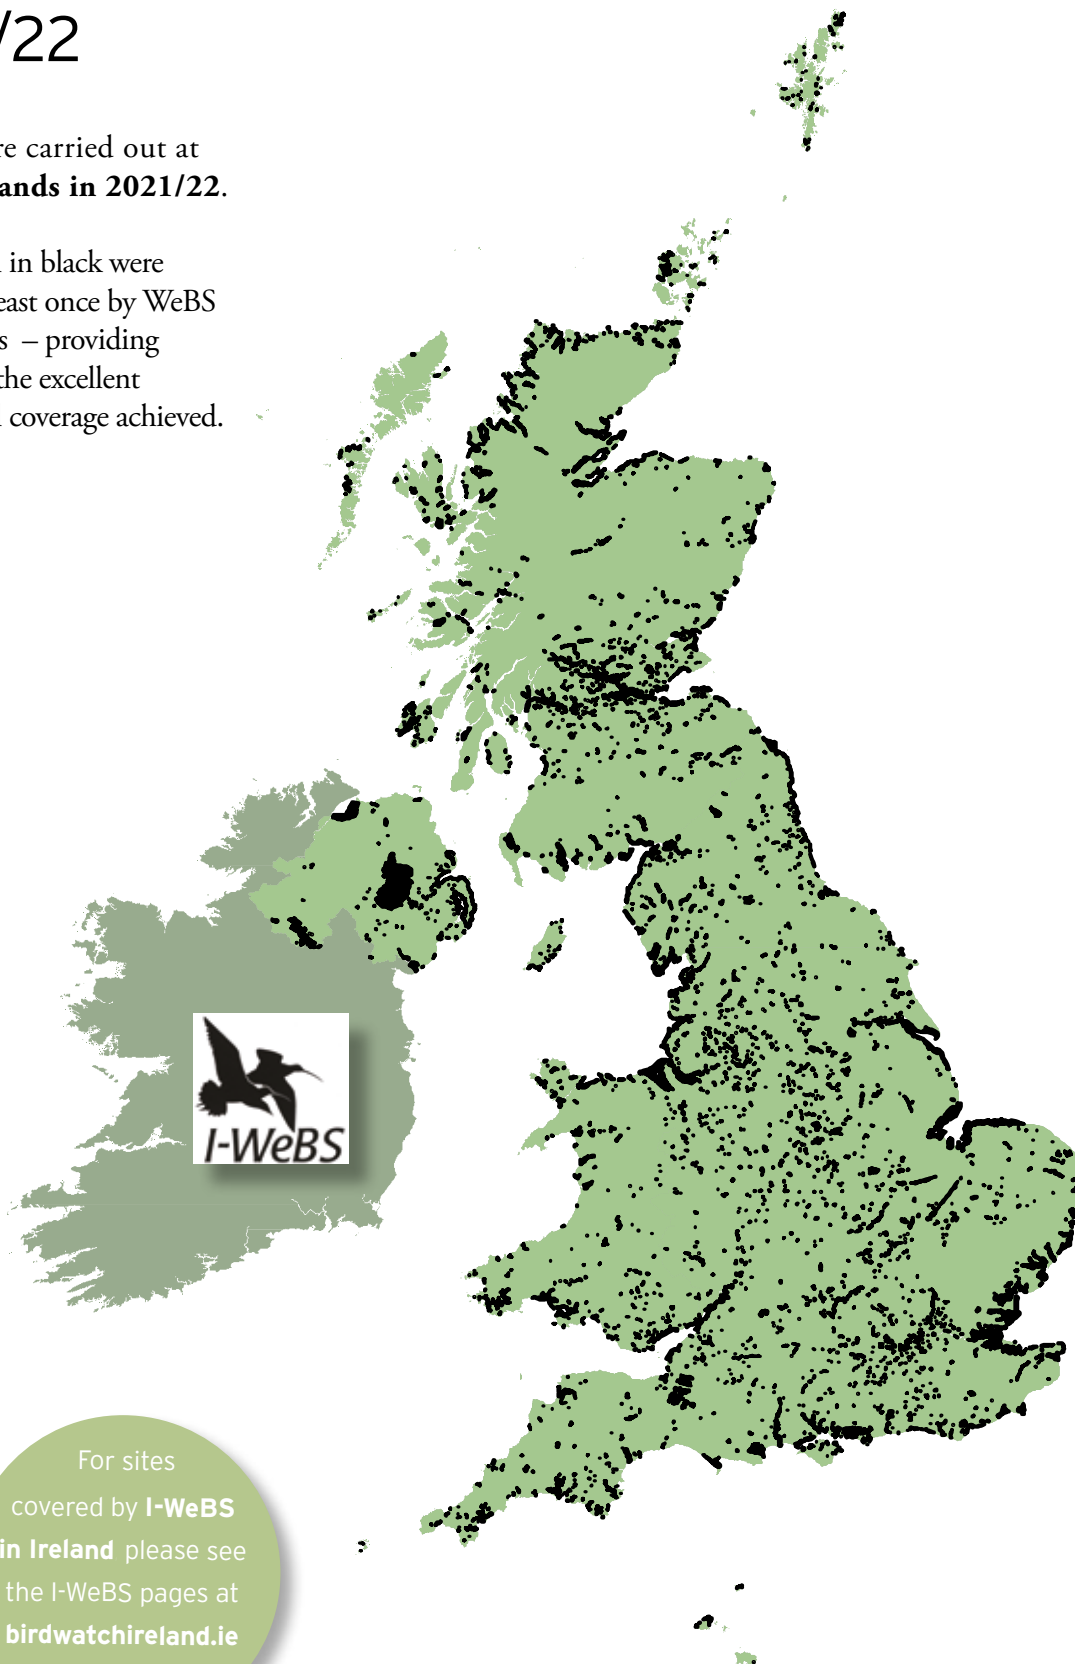 /22
re carried out at
ands in 2021/22.
in black were
east once by WeBS
s – providing
the excellent
coverage achieved.
I-WeBS
For sites
covered by I-WeBS
in Ireland please see
the I-WeBS pages at
birdwatchireland.ie